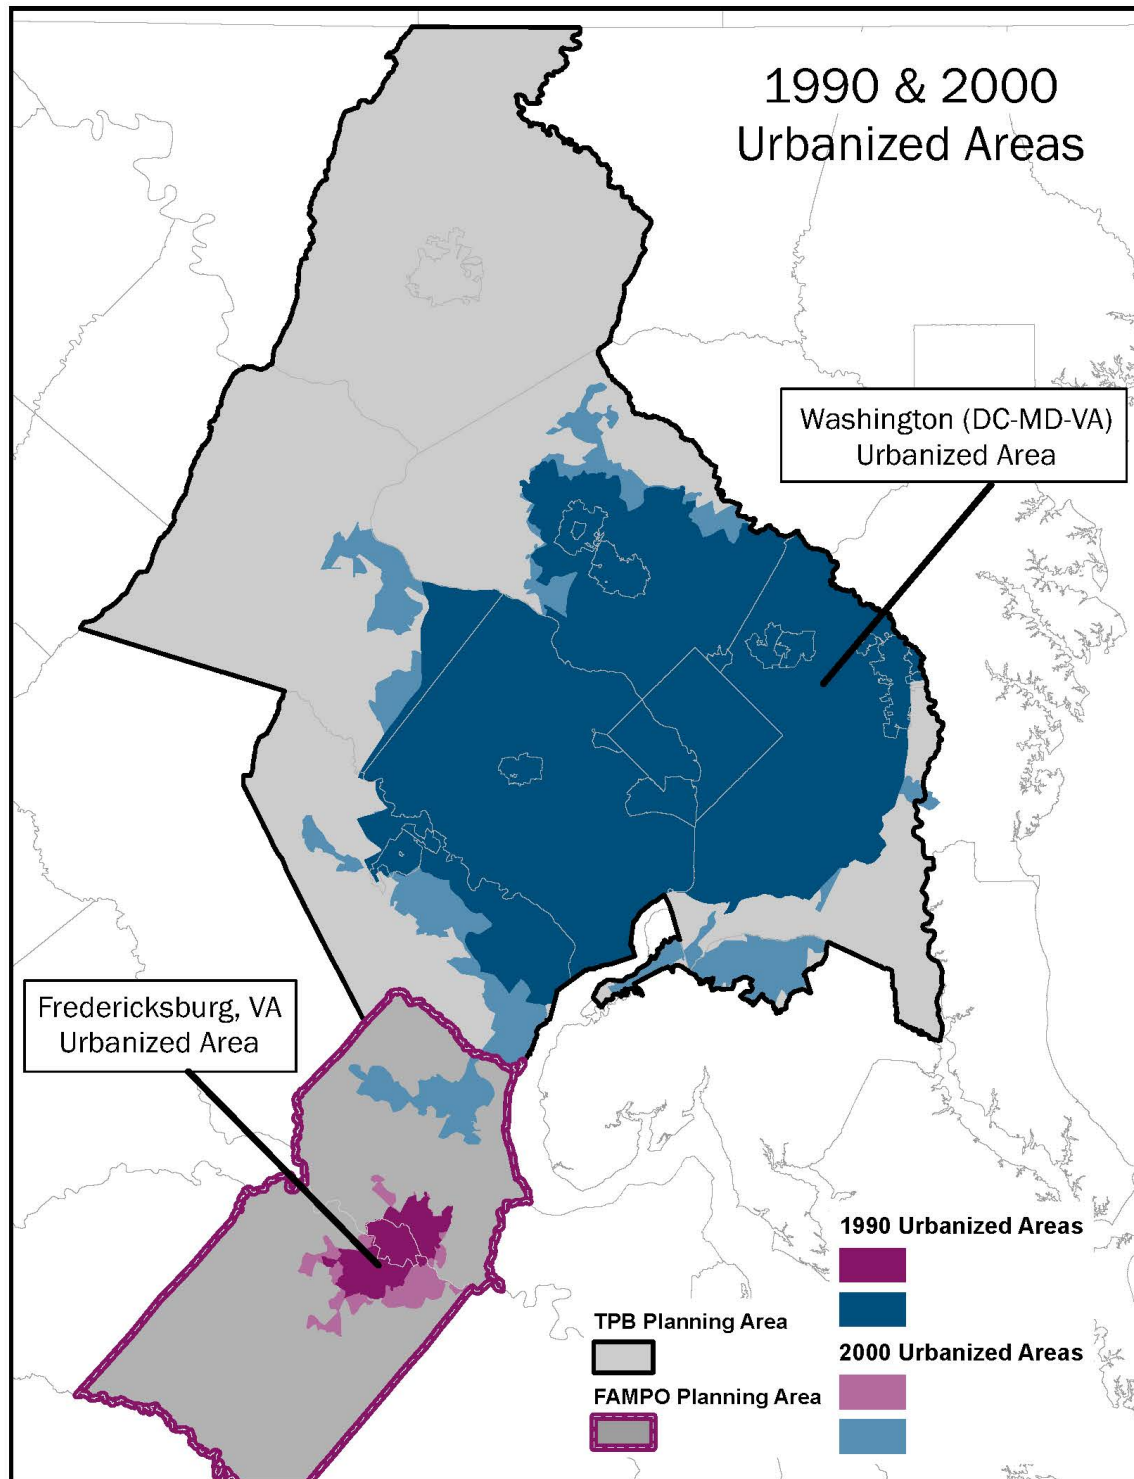 1990 & 2000
Urbanized Areas
Washington (DC-MD-VA)
Urbanized Area
Fredericksburg, VA
Urbanized Area
1990 Urbanized Areas
TPB Planning Area
2000 Urbanized Areas
FAMPO Planning Area